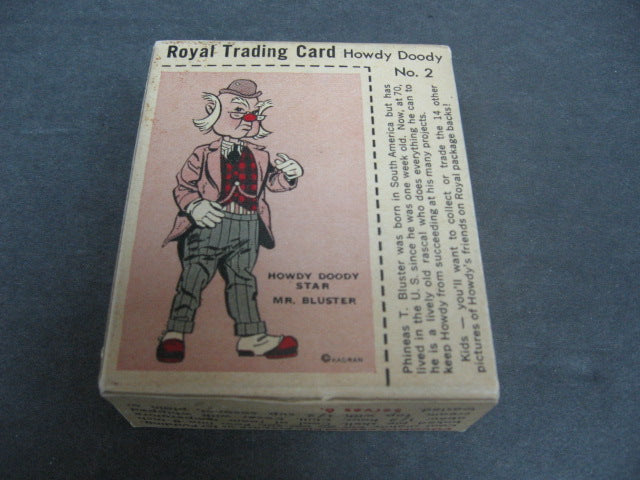 Royal Trading Card Howdy Doody
No. 2
HOWDY DOODY
STAR
MR. BLUSTER
©KAGRAN
Phineas T. Bluster was born in South America but has
lived in the U. S. since he was one week old. Now, at 70,
he is a lively old rascal who does everything he can to
keep Howdy from succeeding at his many projects.
Kids — you'll want to collect or trade the 14 other
pictures of Howdy's friends on Royal package backs!
Serves 6.